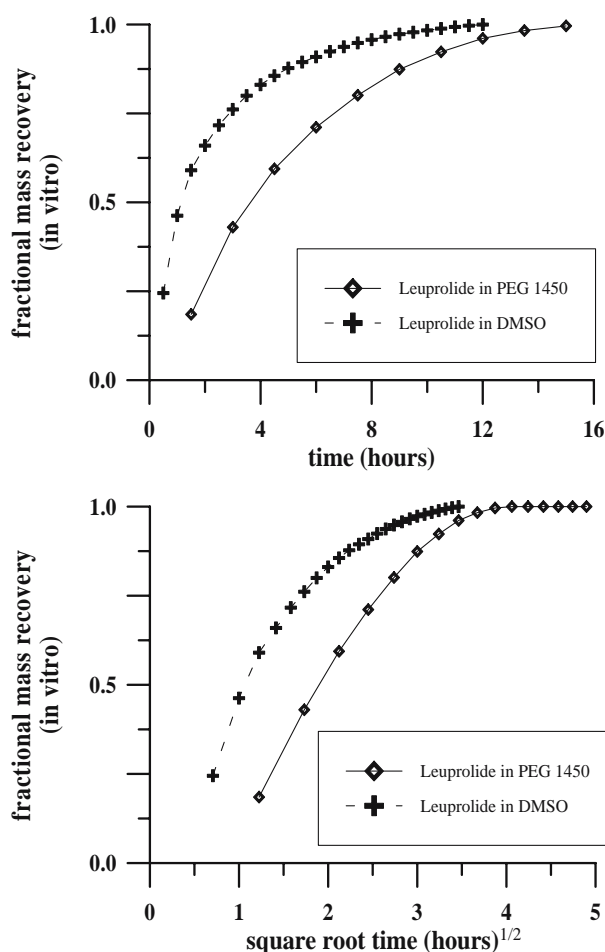 fractional mass recovery
(in vitro)
1.0
0.5
0.0
Leuprolide in PEG 1450
Leuprolide in DMSO
0 4 8 12 16
time (hours)
fractional mass recovery
(in vitro)
1.0
0.5
0.0
Leuprolide in PEG 1450
Leuprolide in DMSO
0 1 2 3 4 5
square root time (hours)^1/2